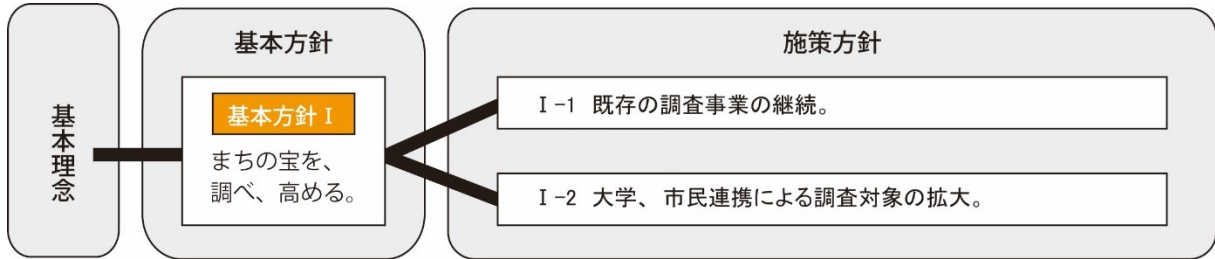 基本理念
基本方針
基本方針 Ⅰ
まちの宝を、
調べ、高める。
施策方針
Ⅰ-1 既存の調査事業の継続。
Ⅰ-2 大学、市民連携による調査対象の拡大。